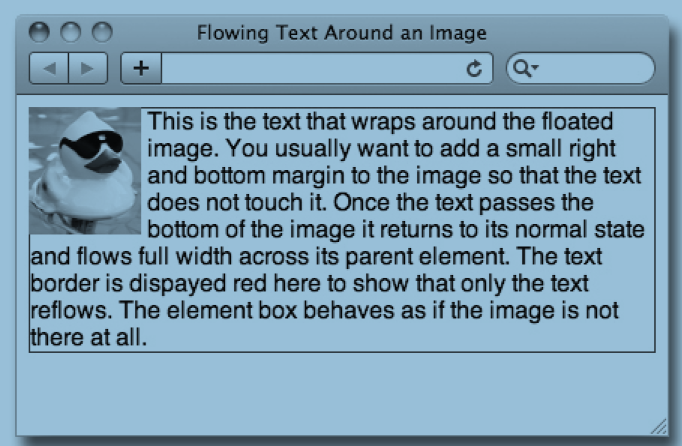 Flowing Text Around an Image
This is the text that wraps around the floated
image. You usually want to add a small right
and bottom margin to the image so that the text
does not touch it. Once the text passes the
bottom of the image it returns to its normal state
and flows full width across its parent element. The text
border is dispayed red here to show that only the text
reflows. The element box behaves as if the image is not
there at all.